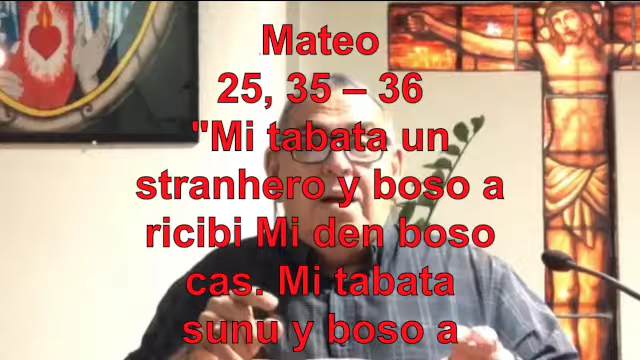 Mateo
25, 35 – 36
"Mi tabata un
stranhero y boso a
ricibi Mi den boso
cas. Mi tabata
sunu y boso a